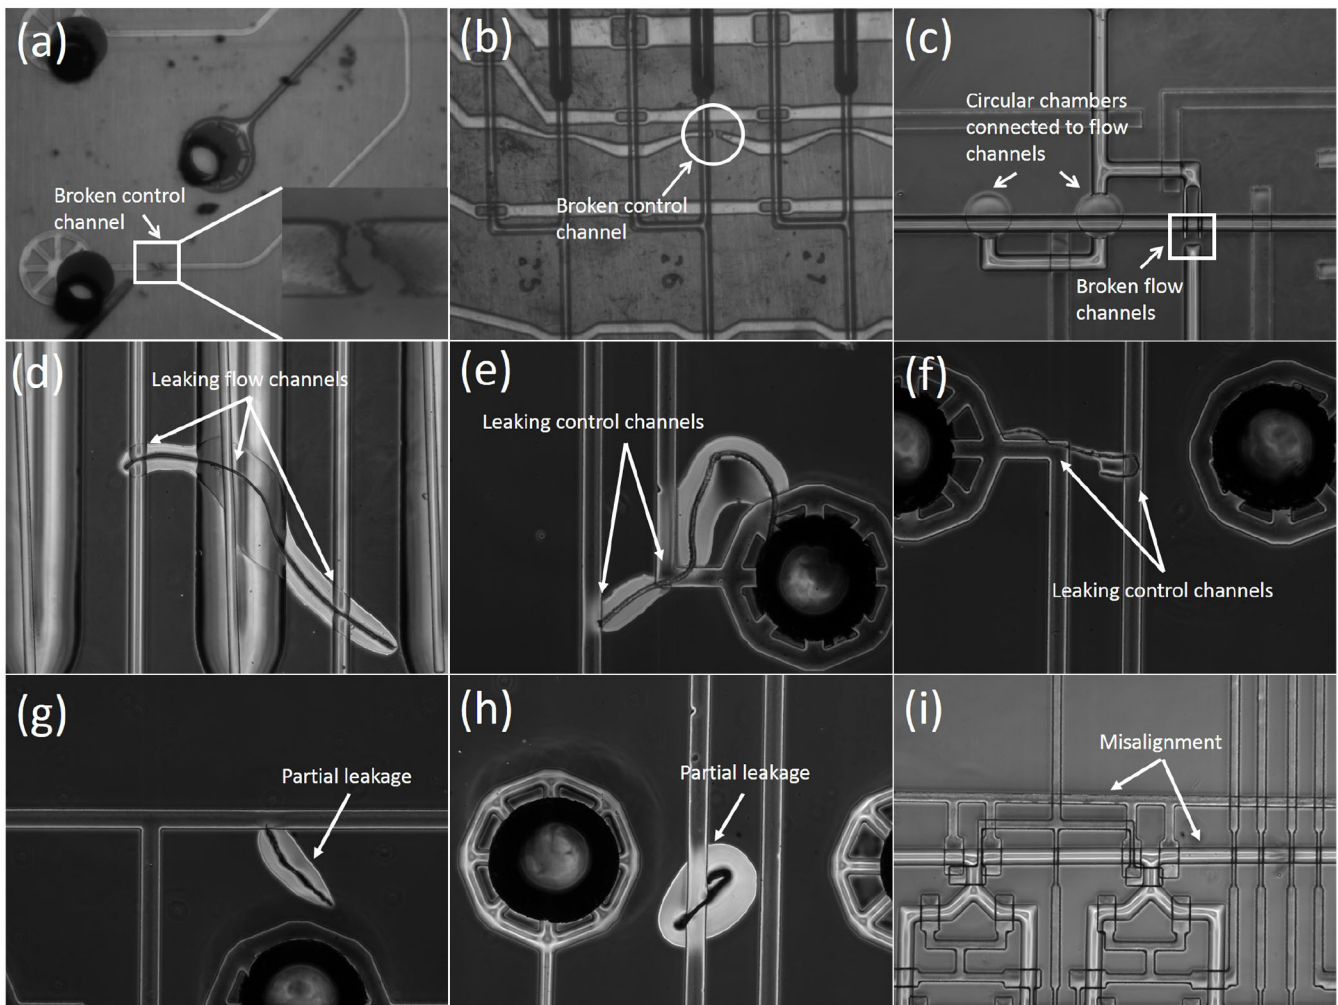 (a)
Broken control
channel
(b)
Broken control
channel
(c)
Circular chambers
connected to flow
channels
Broken flow
channels
(d)
Leaking flow channels
(e)
Leaking control channels
(f)
Leaking control channels
(g)
Partial leakage
(h)
Partial leakage
(i)
Misalignment